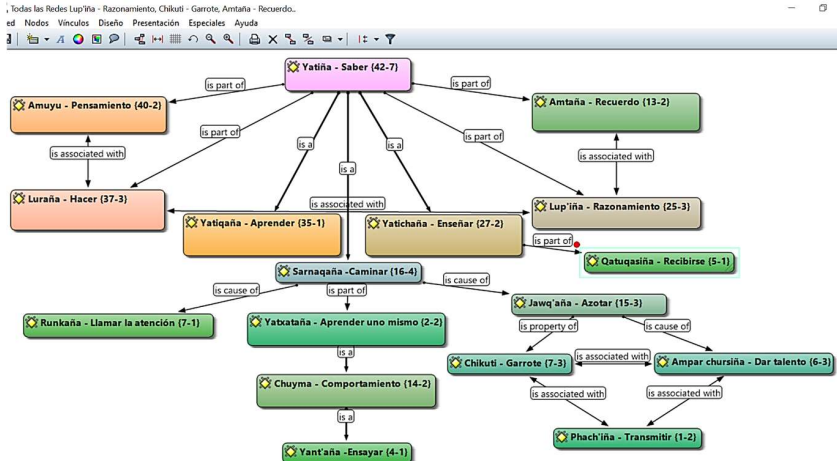 Todas las Redes Lup'iña - Razonamiento, Chikuti - Garrote, Amtaña - Recuerdo..
ed Nodos Vínculos Diseño Presentación Especiales Ayuda
Yatiña - Saber (42-7)
is part of
is part of
Amuyu - Pensamiento (40-2)
Amtaña - Recuerdo (13-2)
is part of
is part of
is a
is a
is associated with
is associated with
is a
Luraña - Hacer (37-3)
is associated with
Lup'iña - Razonamiento (25-3)
Yatiqaña - Aprender (35-1)
Yatichaña - Enseñar (27-2)
is part of
Qatuqasiña - Recibirse (5-1)
Sarnaqaña -Caminar (16-4)
is cause of
is part of
is cause of
Jawq'aña - Azotar (15-3)
Runkaña - Llamar la atención (7-1)
Yatxataña - Aprender uno mismo (2-2)
is property of
is cause of
is a
Chikuti - Garrote (7-3)
is associated with
Ampar chursiña - Dar talento (6-3)
Chuyma - Comportamiento (14-2)
is associated with
is associated with
is a
Phach'iña - Transmitir (1-2)
Yant'aña -Ensayar (4-1)